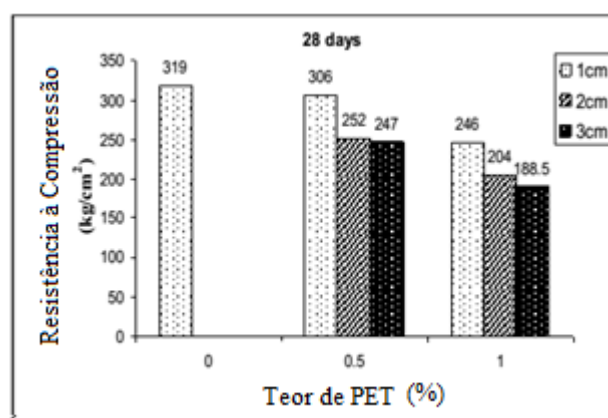 28 days
Resistência à Compressão
(kg/cm²)
350
300
250
200
150
100
50
0
319
306
252
247
246
204
188.5
1cm
2cm
3cm
0
0.5
1
Teor de PET (%)